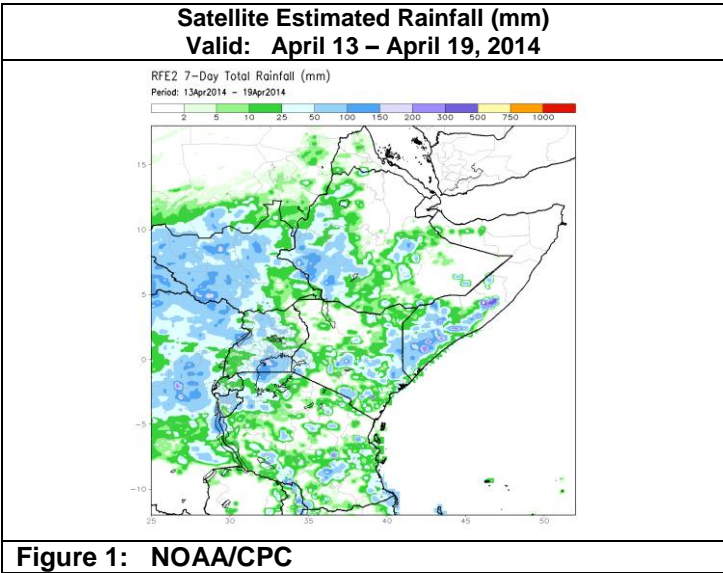 Satellite Estimated Rainfall (mm)
Valid: April 13 – April 19, 2014
RFE2 7-Day Total Rainfall (mm)
Period: 13Apr2014 - 19Apr2014
2 5 10 25 50 100 150 200 300 500 750 1000
15
10
5
0
-5
-10
25 30 35 40 45 50
Figure 1: NOAA/CPC